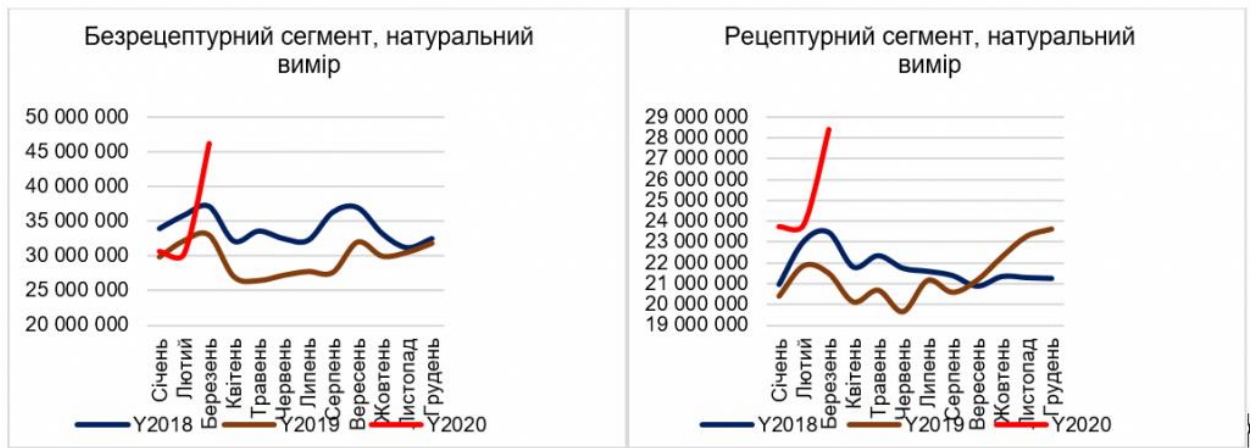 Безрецептурний сегмент, натуральний
вимір
50 000 000
45 000 000
40 000 000
35 000 000
30 000 000
25 000 000
20 000 000
Січень
Лютий
Березень
Квітень
Травень
Червень
Липень
Серпень
Вересень
Жовтень
Листопад
Грудень
Y2018
Y2019
Y2020
Рецептурний сегмент, натуральний
вимір
29 000 000
28 000 000
27 000 000
26 000 000
25 000 000
24 000 000
23 000 000
22 000 000
21 000 000
20 000 000
19 000 000
Січень
Лютий
Березень
Квітень
Травень
Червень
Липень
Серпень
Вересень
Жовтень
Листопад
Грудень
Y2018
Y2019
Y2020